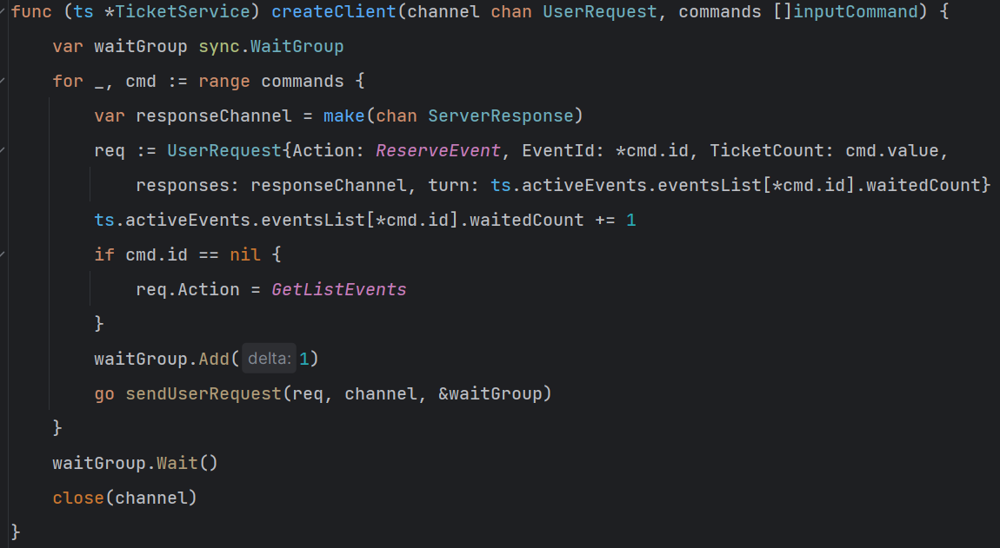 func (ts *TicketService) createClient(channel chan UserRequest, commands []inputCommand) {
    var waitGroup sync.WaitGroup
    for _, cmd := range commands {
        var responseChannel = make(chan ServerResponse)
        req := UserRequest{Action: ReserveEvent, EventId: *cmd.id, TicketCount: cmd.value,
            responses: responseChannel, turn: ts.activeEvents.eventsList[*cmd.id].waitedCount}
        ts.activeEvents.eventsList[*cmd.id].waitedCount += 1
        if cmd.id == nil {
            req.Action = GetListEvents
        }
        waitGroup.Add( delta: 1)
        go sendUserRequest(req, channel, &waitGroup)
    }
    waitGroup.Wait()
    close(channel)
}